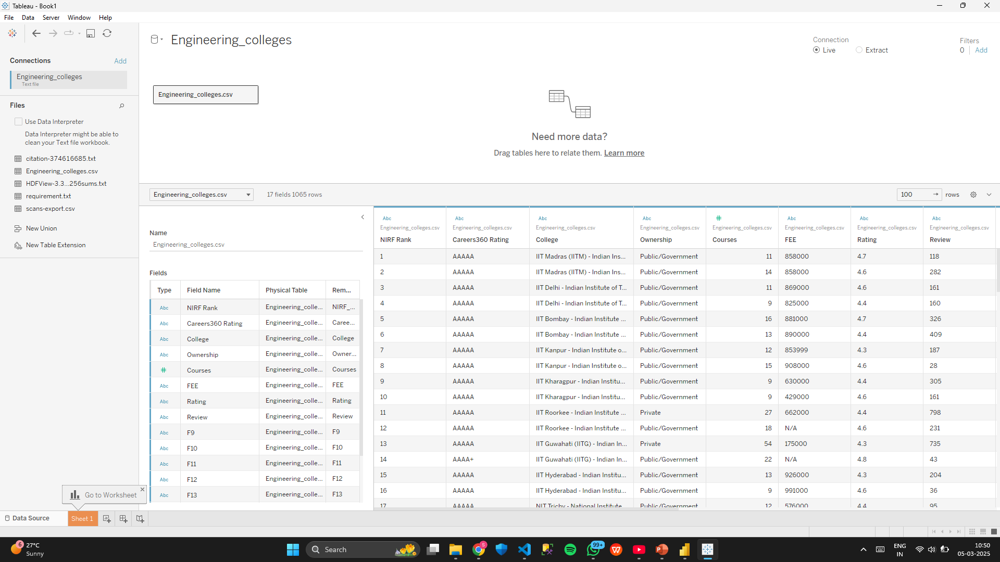 Tableau - Book1
File Data Server Window Help
Connections Add
Engineering_colleges
Text file
Files
Use Data Interpreter
Data Interpreter might be able to
clean your Text file workbook.
citation-374616685.txt
Engineering_colleges.csv
HDFView-3.3...256sums.txt
requirement.txt
scans-export.csv
New Union
New Table Extension
Engineering_colleges
Connection
Live Extract
Filters
0 Add
Engineering_colleges.csv
Need more data?
Drag tables here to relate them. Learn more
Engineering_colleges.csv 17 fields 1065 rows 100 → rows
Name
Engineering_colleges.csv
Fields
Type Field Name Physical Table Rem...
Abc NIRF Rank Engineering_colle... NIRF_...
Abc Careers360 Rating Engineering_colle... Caree...
Abc College Engineering_colle... College
Abc Ownership Engineering_colle... Owner...
# Courses Engineering_colle... Courses
Abc FEE Engineering_colle... FEE
Abc Rating Engineering_colle... Rating
Abc Review Engineering_colle... Review
Abc F9 Engineering_colle... F9
Abc F10 Engineering_colle... F10
Abc F11 Engineering_colle... F11
Abc F12 Engineering_colle... F12
Abc F13 Engineering_colle... F13
Abc Abc Abc Abc # Abc Abc Abc
Engineering_colleges.csv Engineering_colleges.csv Engineering_colleges.csv Engineering_colleges.csv Engineering_colleges.csv Engineering_colleges.csv Engineering_colleges.csv Engineering_colleges.csv
NIRF Rank Careers360 Rating College Ownership Courses FEE Rating Review
1 AAAAA IIT Madras (IITM) - Indian Ins... Public/Government 11 858000 4.7 118
2 AAAAA IIT Madras (IITM) - Indian Ins... Public/Government 14 858000 4.6 282
3 AAAAA IIT Delhi - Indian Institute of T... Public/Government 11 869000 4.6 161
4 AAAAA IIT Delhi - Indian Institute of T... Public/Government 9 825000 4.4 160
5 AAAAA IIT Bombay - Indian Institute ... Public/Government 16 881000 4.7 326
6 AAAAA IIT Bombay - Indian Institute ... Public/Government 13 890000 4.4 409
7 AAAAA IIT Kanpur - Indian Institute o... Public/Government 12 853999 4.3 187
8 AAAAA IIT Kanpur - Indian Institute o... Public/Government 15 908000 4.6 28
9 AAAAA IIT Kharagpur - Indian Institu... Public/Government 9 630000 4.4 305
10 AAAAA IIT Kharagpur - Indian Institu... Public/Government 9 429000 4.6 161
11 AAAAA IIT Roorkee - Indian Institute ... Private 27 662000 4.4 798
12 AAAAA IIT Roorkee - Indian Institute ... Public/Government 18 N/A 4.6 231
13 AAAAA IIT Guwahati (IITG) - Indian In... Private 54 175000 4.3 735
14 AAAA+ IIT Guwahati (IITG) - Indian In... Public/Government 22 N/A 4.8 43
15 AAAAA IIT Hyderabad - Indian Institu... Public/Government 13 926000 4.3 204
16 AAAAA IIT Hyderabad - Indian Institu... Public/Government 9 991000 4.6 36
17 AAAAA NIT Trichy - National Institute Public/Government 12 576000 4.4 95
Go to Worksheet
Data Source Sheet 1
6
27°C
Sunny
Search
S
99+
ENG
IN
10:50
05-03-2025